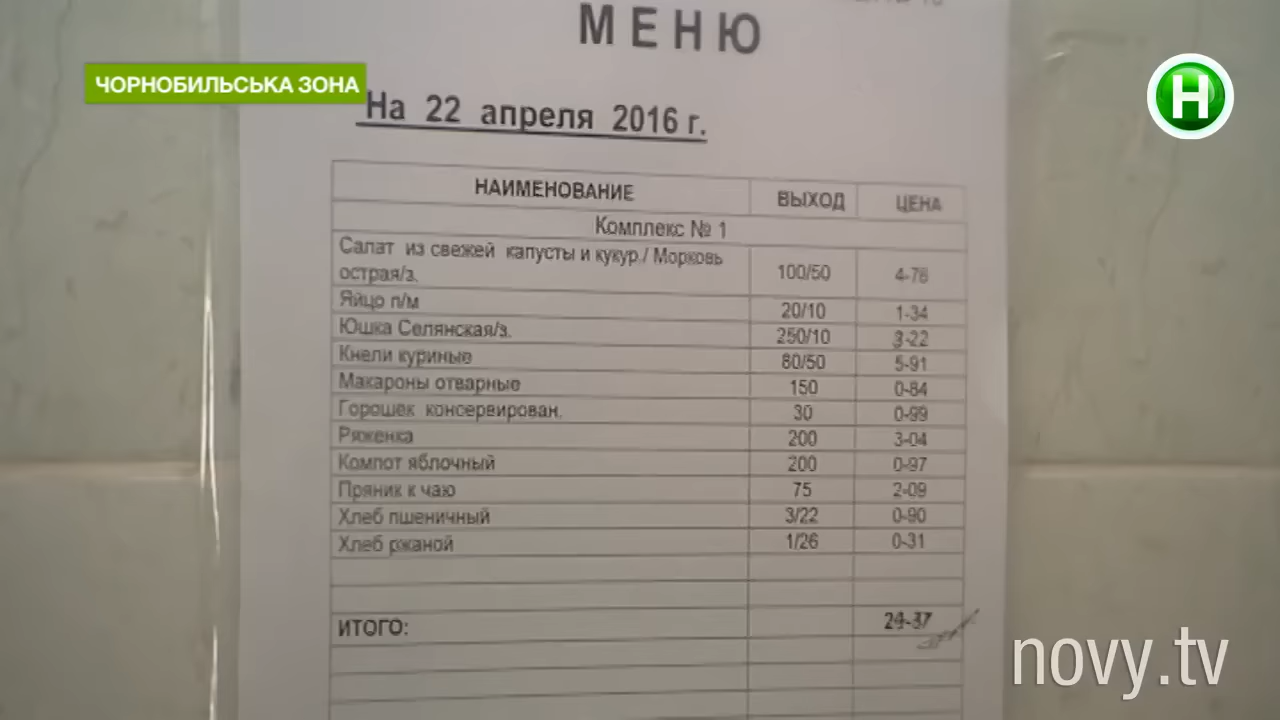 МЕНЮ
ЧОРНОБИЛЬСЬКА ЗОНА
Н
На 22 апреля 2016 г.
НАИМЕНОВАНИЕ ВЫХОД ЦЕНА
Комплекс № 1
Салат из свежей капусты и кукур./ Морковь
острая/з. 100/50 4-76
Яйцо п/м 20/10 1-34
Юшка Селянская/з. 250/10 3-22
Кнели куриные 80/50 5-91
Макароны отварные 150 0-84
Горошек консервирован. 30 0-99
Ряженка 200 3-04
Компот яблочный 200 0-97
Пряник к чаю 75 2-09
Хлеб пшеничный 3/22 0-90
Хлеб ржаной 1/26 0-31
ИТОГО: 24-37
novy.tv